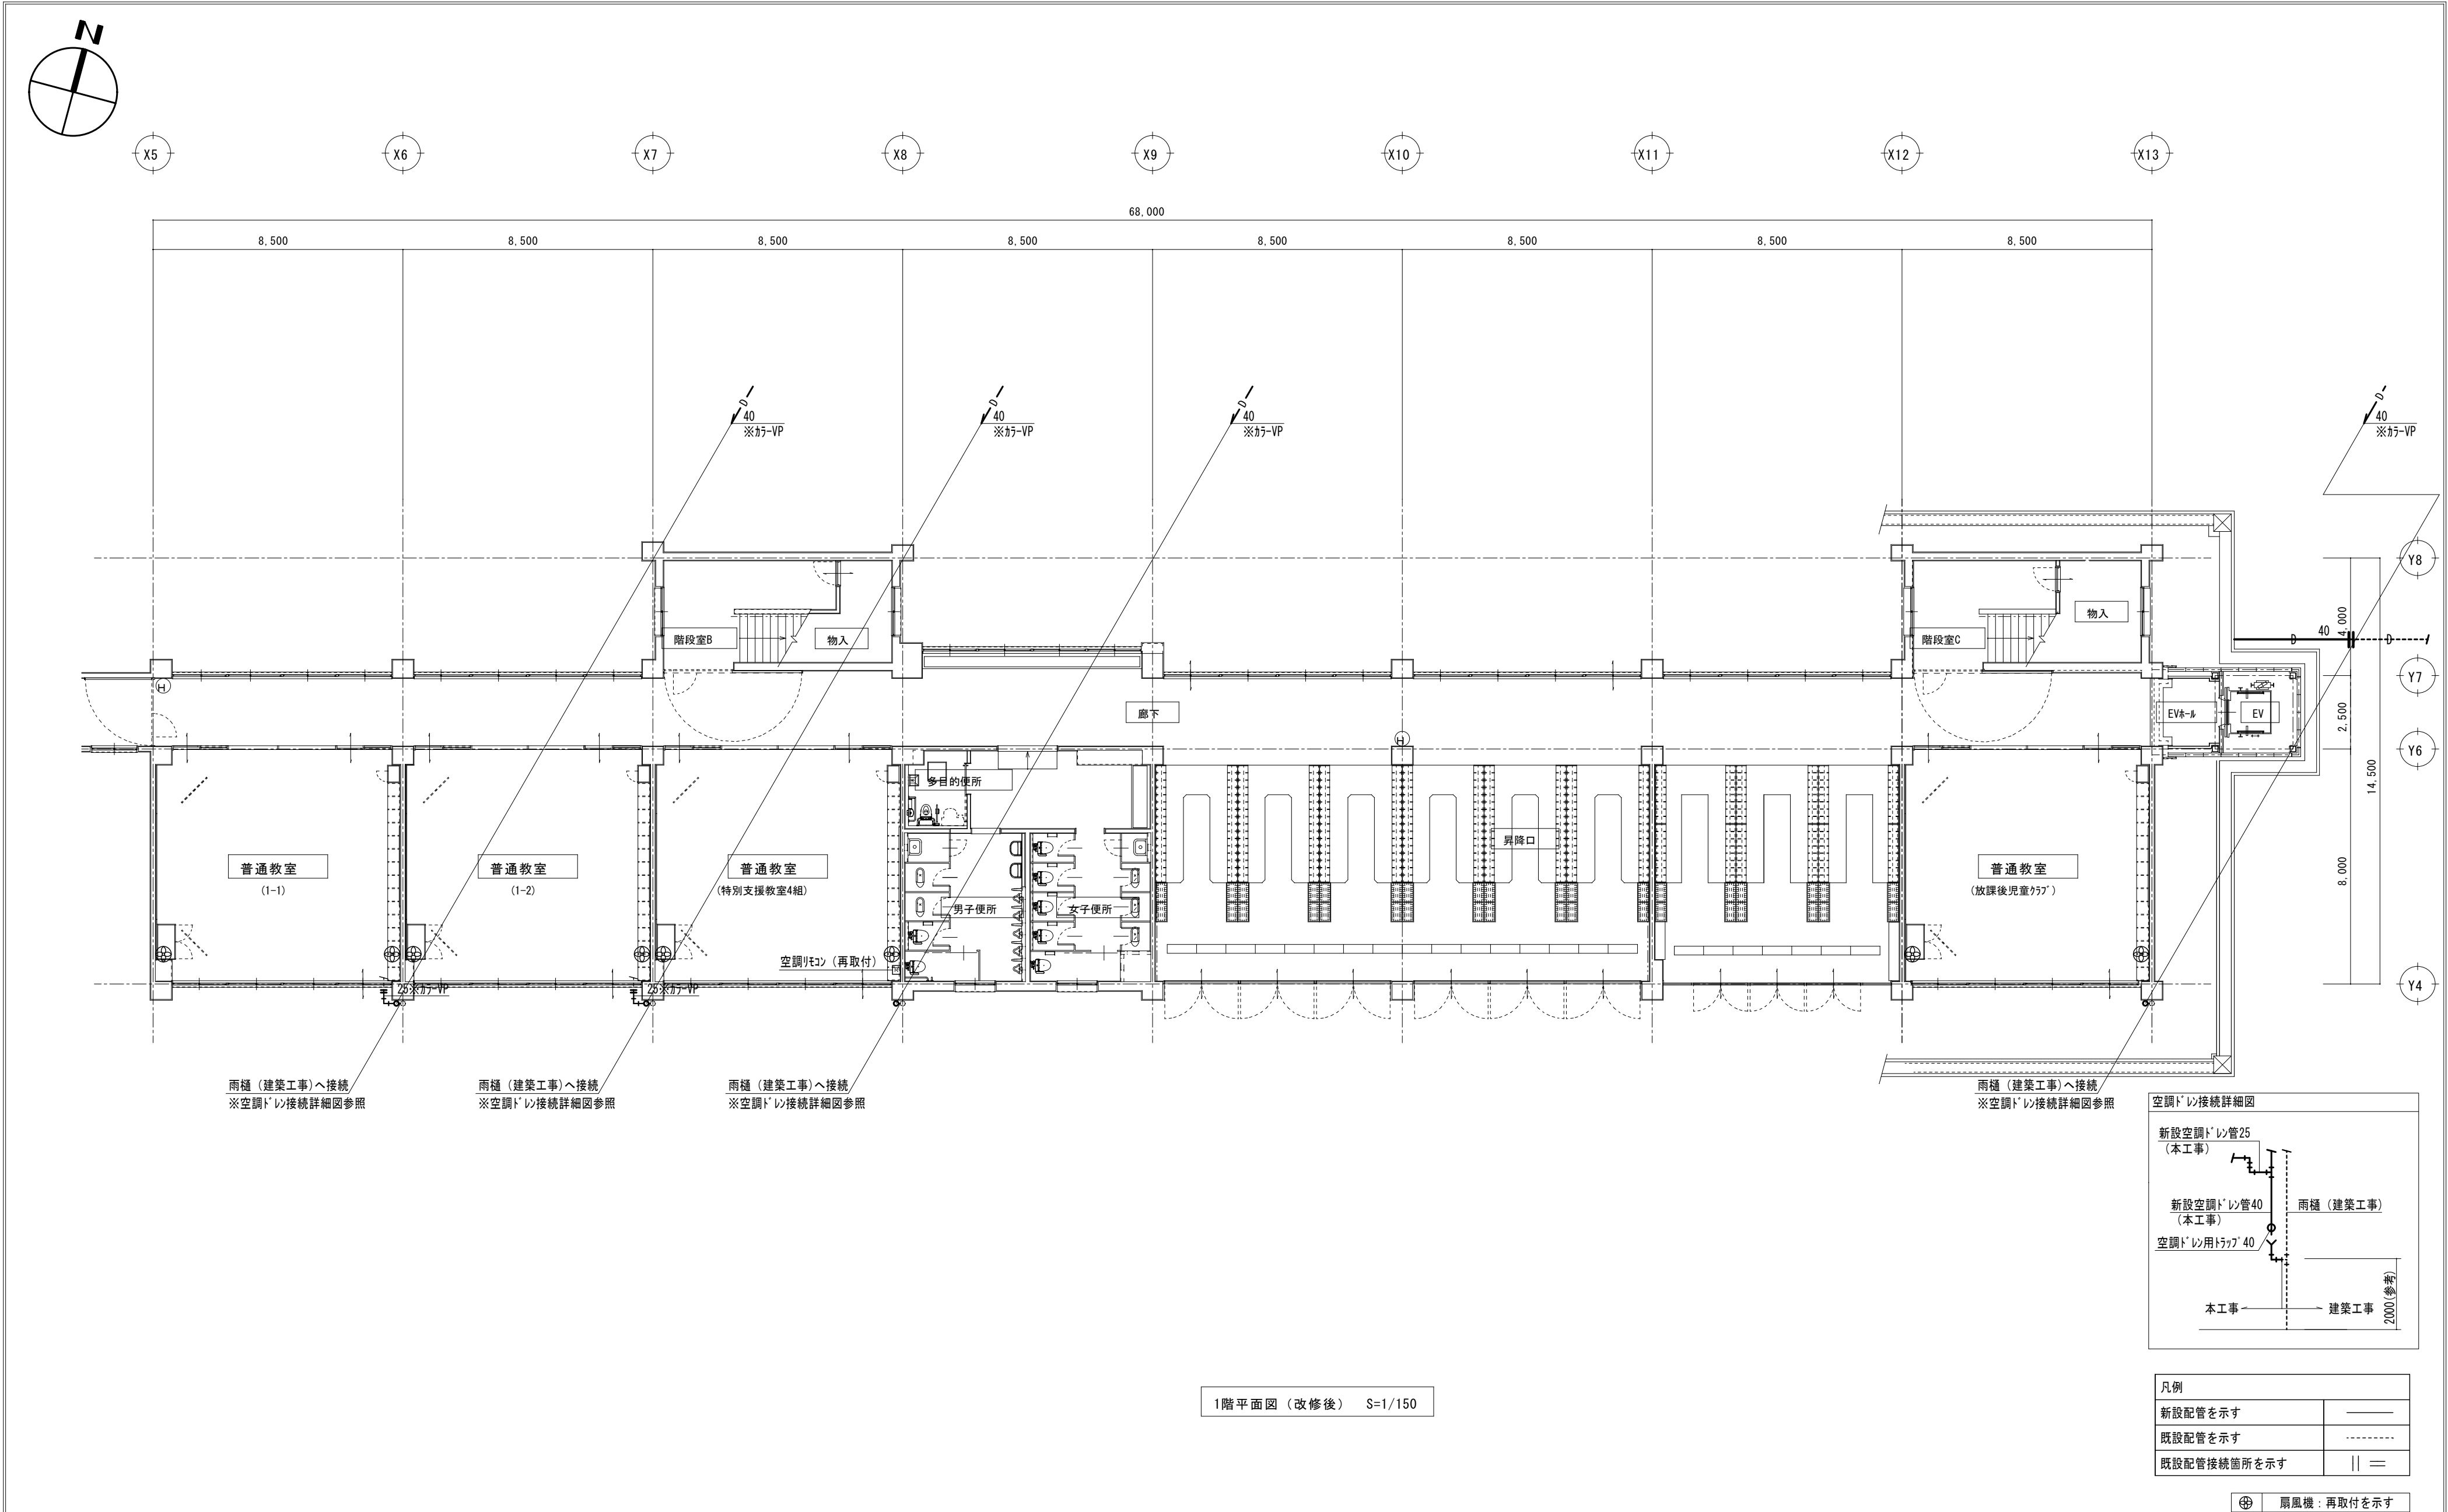 N
X5 X6 X7 X8 X9 X10 X11 X12 X13
68,000
8,500 8,500 8,500 8,500 8,500 8,500 8,500 8,500
D D D D
40 40 40 40
※ｶﾗｰVP ※ｶﾗｰVP ※ｶﾗｰVP ※ｶﾗｰVP
Y8
階段室B 物入 階段室C 物入
D 40 D
4,000
H
Y7
廊下 EVﾎｰﾙ EV
2,500
H
Y6
14,500
多目的便所
昇降口
普通教室 普通教室 普通教室 普通教室
(1-1) (1-2) (特別支援教室4組) (放課後児童ｸﾗﾌﾞ)
8,000
男子便所 女子便所
空調ﾘﾓｺﾝ（再取付）
25※ｶﾗｰVP 25※ｶﾗｰVP
Y4
雨樋（建築工事)へ接続 雨樋（建築工事)へ接続 雨樋（建築工事)へ接続 雨樋（建築工事)へ接続
※空調ﾄﾞﾚﾝ接続詳細図参照 ※空調ﾄﾞﾚﾝ接続詳細図参照 ※空調ﾄﾞﾚﾝ接続詳細図参照 ※空調ﾄﾞﾚﾝ接続詳細図参照
空調ﾄﾞﾚﾝ接続詳細図
新設空調ﾄﾞﾚﾝ管25
（本工事）
新設空調ﾄﾞﾚﾝ管40 雨樋（建築工事）
（本工事）
空調ﾄﾞﾚﾝ用ﾄﾗｯﾌﾟ40
2000(参考)
本工事 建築工事
1階平面図（改修後） S=1/150
凡例
新設配管を示す
既設配管を示す
既設配管接続箇所を示す
扇風機：再取付を示す